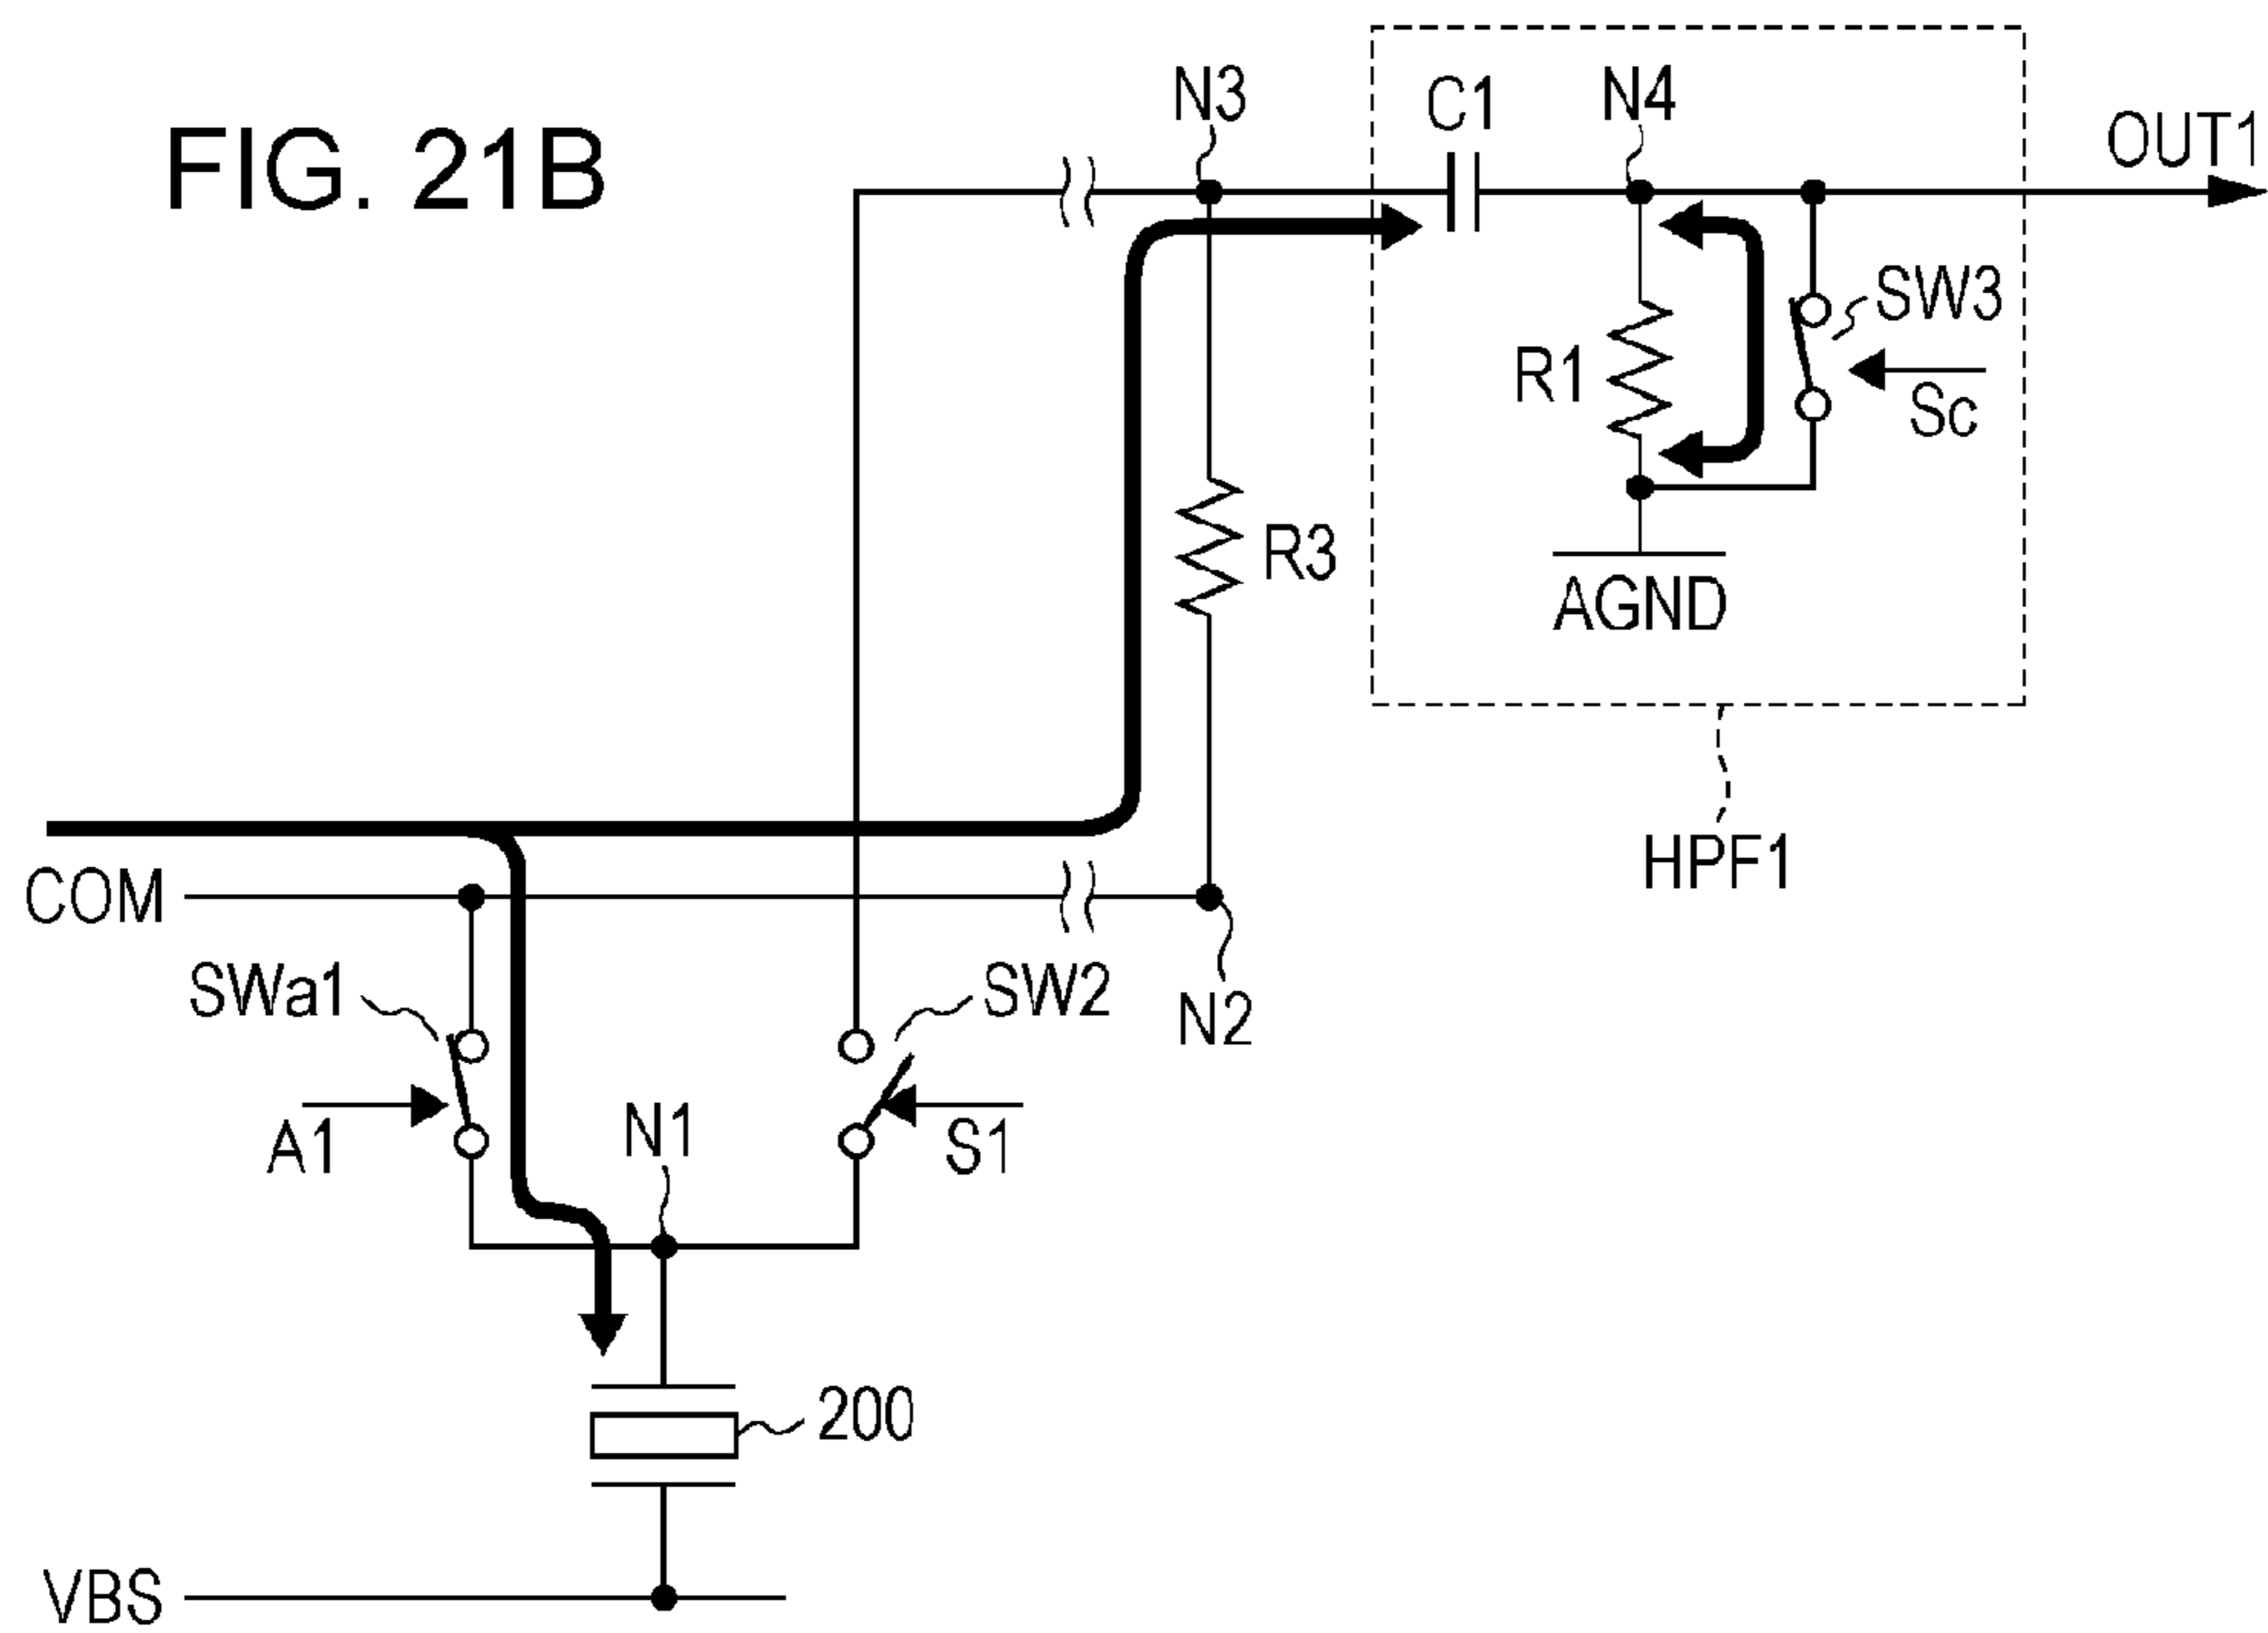 FIG. 21B
N3
C1
N4
OUT1
SW3
R1
Sc
R3
AGND
HPF1
COM
SWa1
SW2
N2
A1
N1
S1
200
VBS